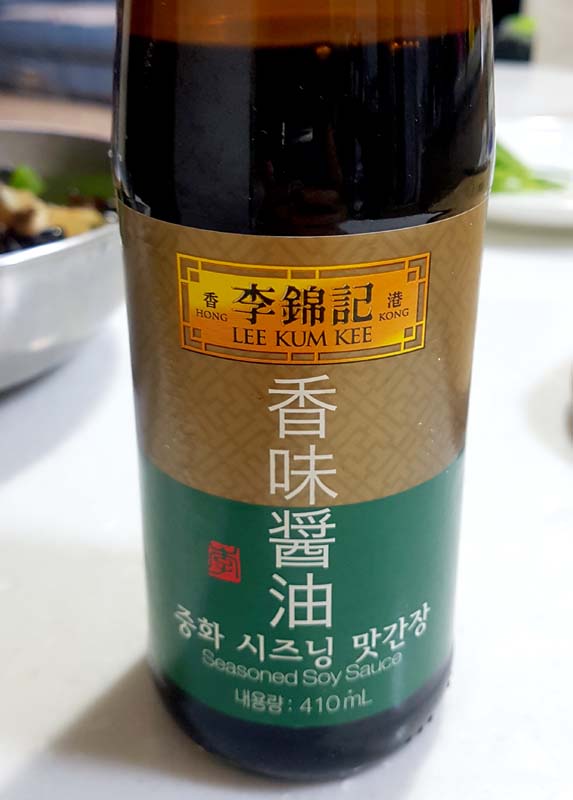 香 李錦記 港
HONG LEE KUM KEE KONG
香味醬油
중화 시즈닝 맛간장
Seasoned Soy Sauce
내용량 : 410mL